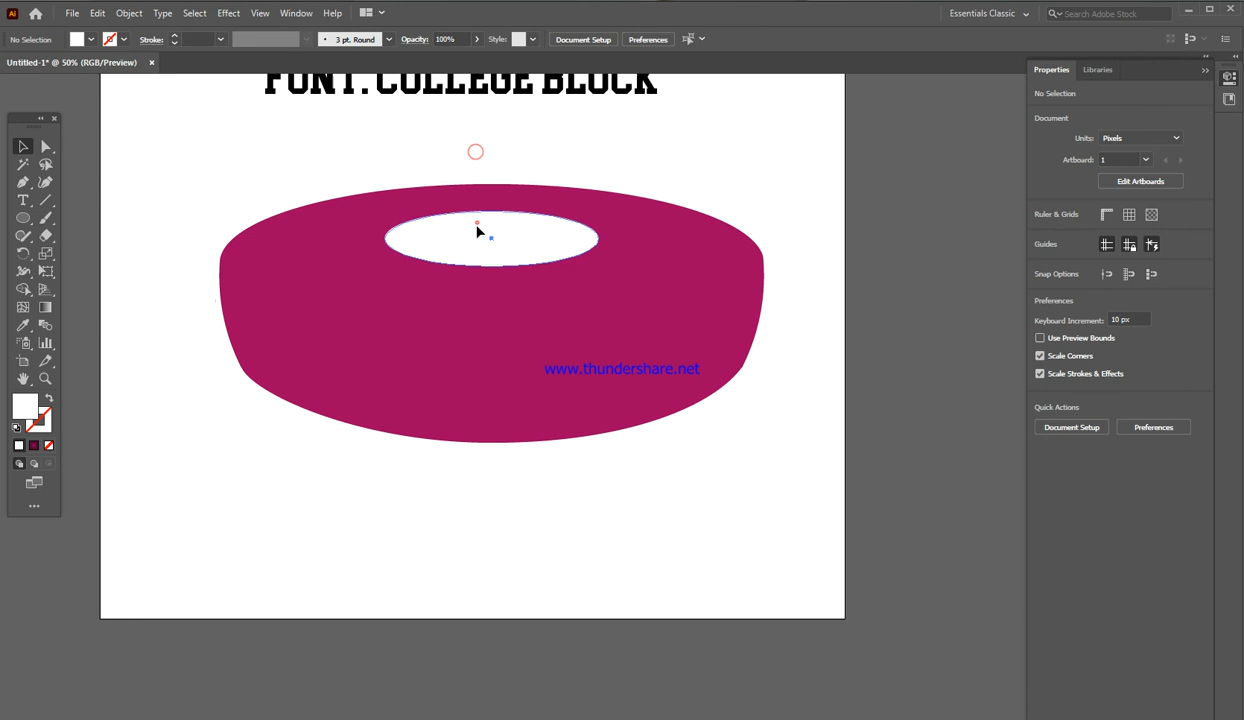 Ai File Edit Object Type Select Effect View Window Help Essentials Classic Search Adobe Stock
No Selection Stroke: 3 pt. Round Opacity: 100% Style: Document Setup Preferences
Untitled-1* @ 50% (RGB/Preview) ×
Properties Libraries
FONT: COLLEGE BLOCK
No Selection
Document
Units: Pixels
Artboard: 1
Edit Artboards
Ruler & Grids
Guides
Snap Options
Preferences
Keyboard Increment: 10 px
Use Preview Bounds
Scale Corners
Scale Strokes & Effects
Quick Actions
Document Setup Preferences
www.thundershare.net